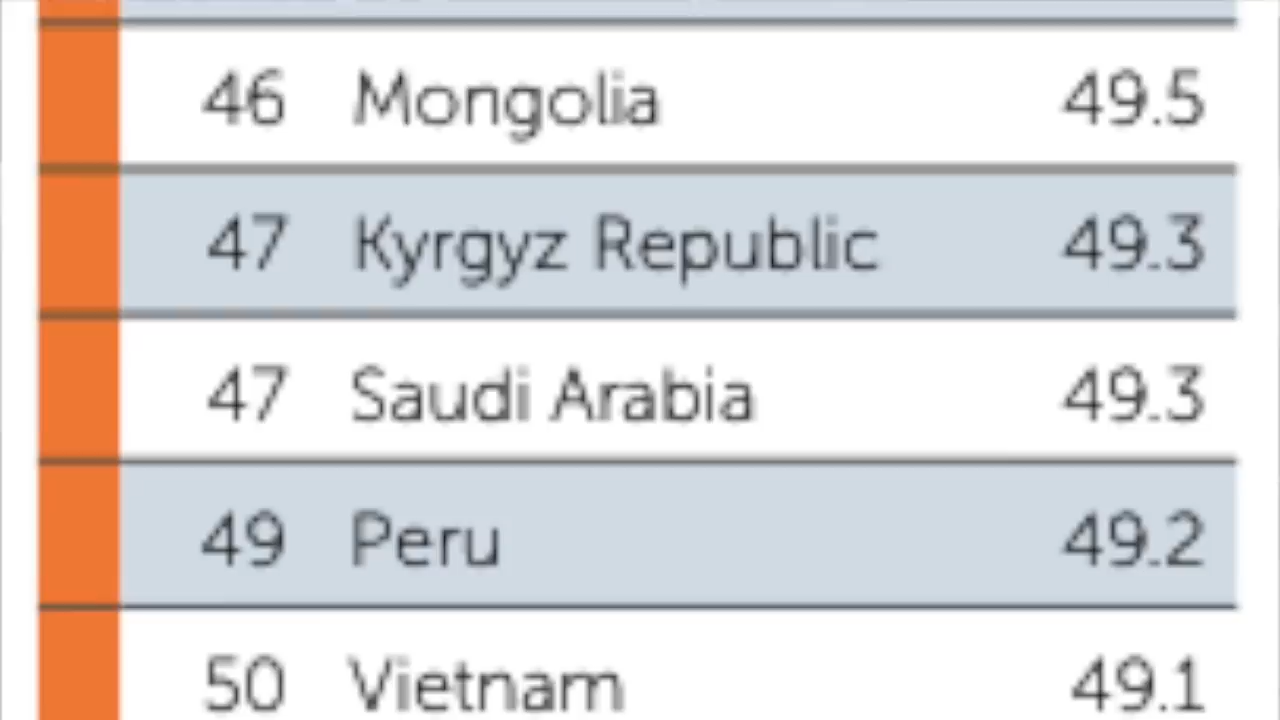 46 Mongolia 49.5
47 Kyrgyz Republic 49.3
47 Saudi Arabia 49.3
49 Peru 49.2
50 Vietnam 49.1